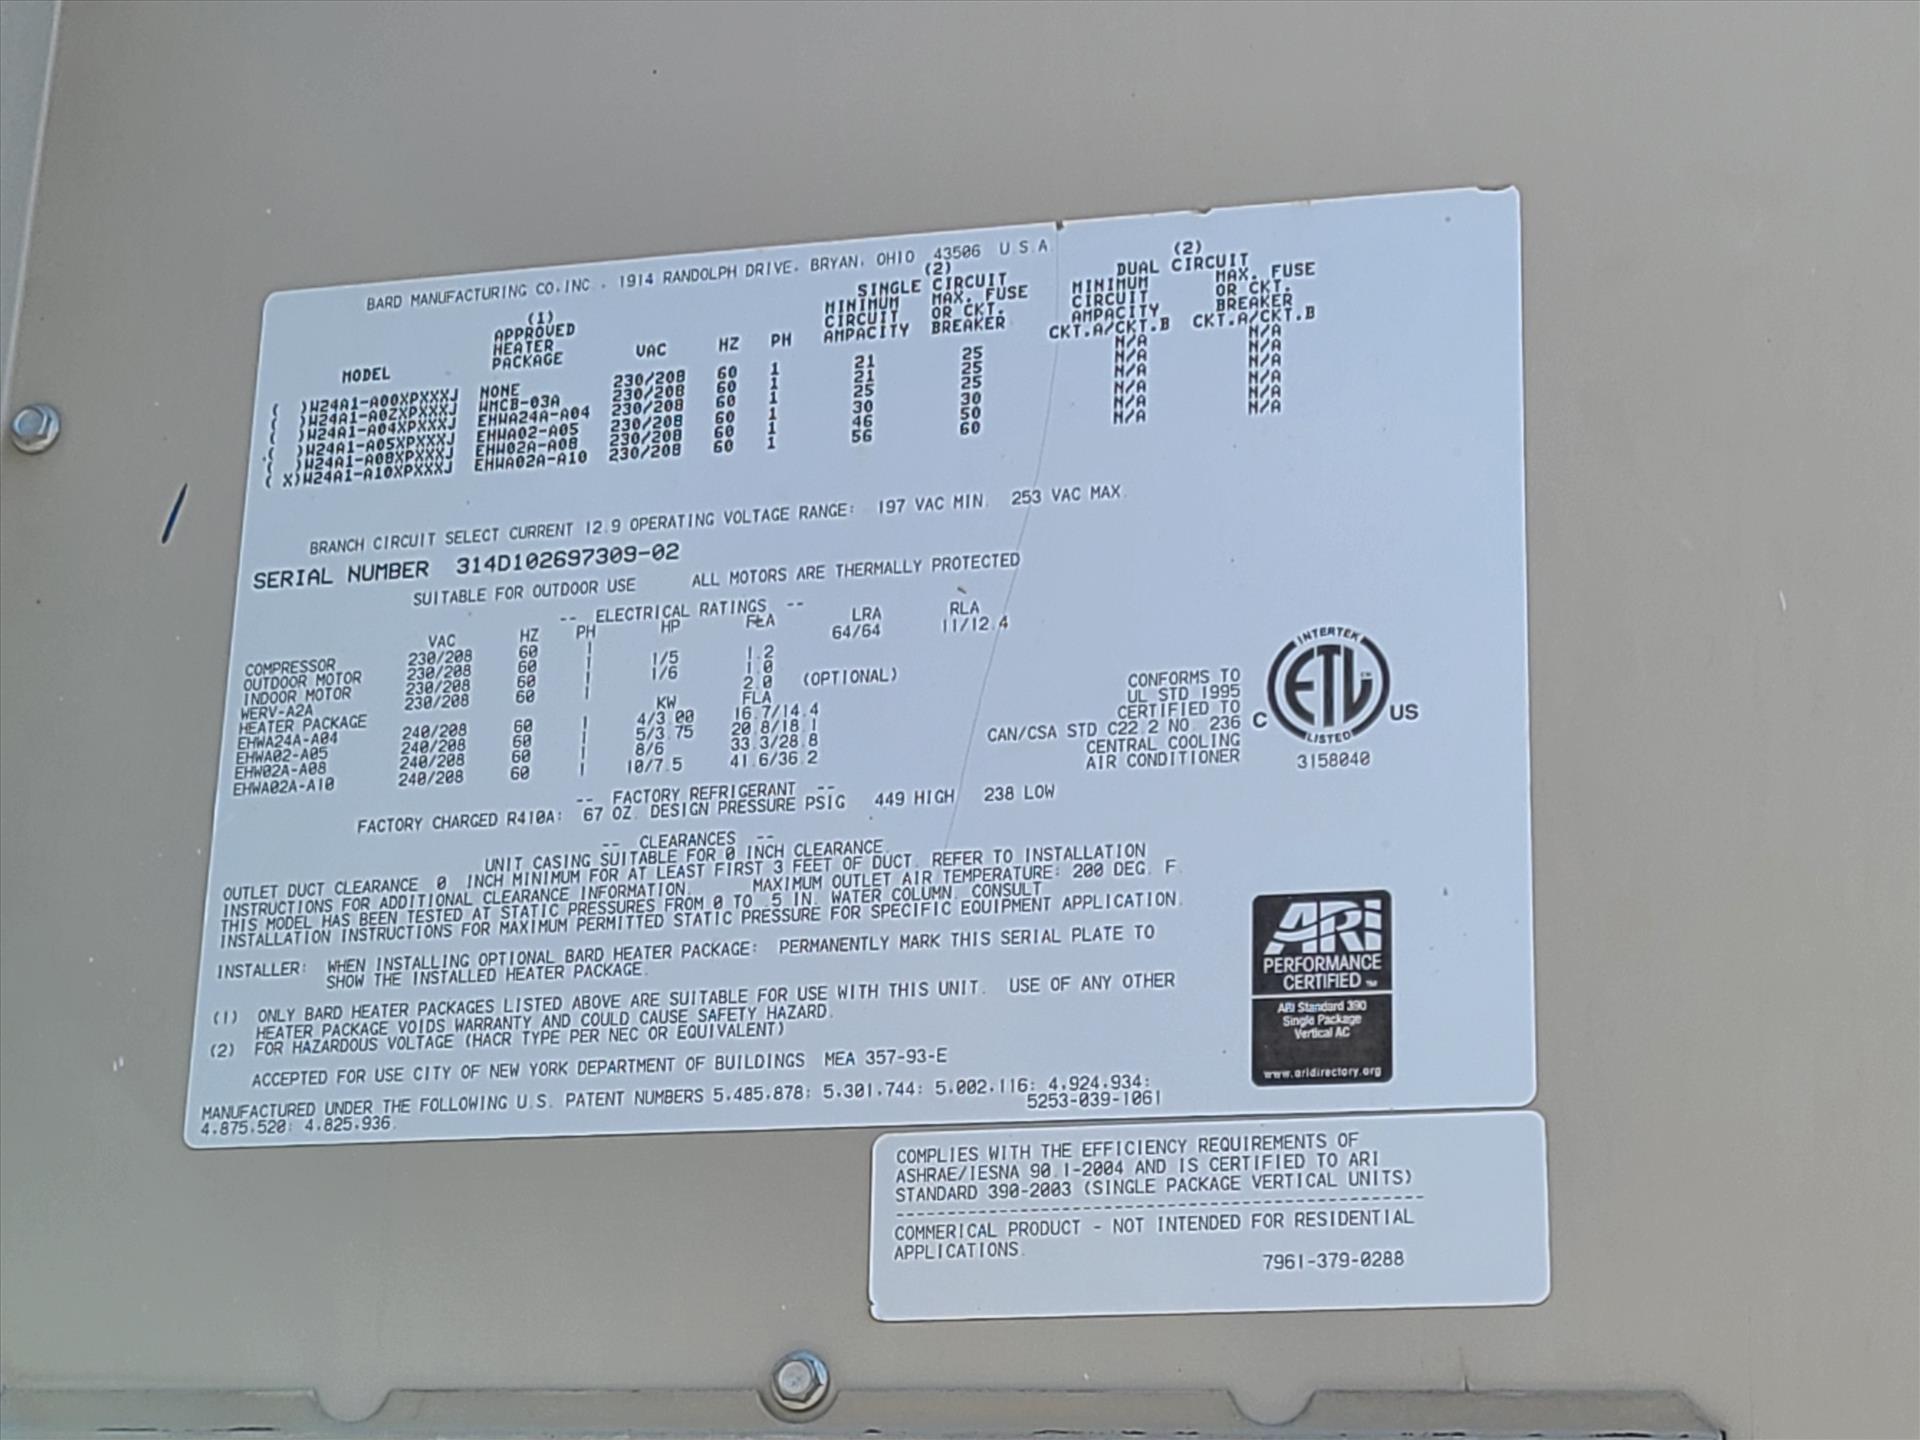 BARD MANUFACTURING CO.INC . 1914 RANDOLPH DRIVE. BRYAN. OHIO 43506 U.S.A.
(1) (2) (2)
APPROVED SINGLE CIRCUIT DUAL CIRCUIT
HEATER MINIMUM MAX. FUSE MINIMUM MAX. FUSE
PACKAGE CIRCUIT OR CKT. CIRCUIT OR CKT.
MODEL VAC HZ PH AMPACITY BREAKER AMPACITY BREAKER
CKT.A/CKT.B CKT.A/CKT.B
( )W24A1-A00XPXXXJ NONE 230/208 60 1 21 25 N/A N/A
( )W24A1-A0ZXPXXXJ WMCB-03A 230/208 60 1 21 25 N/A N/A
( )W24A1-A04XPXXXJ EHWA24A-A04 230/208 60 1 25 25 N/A N/A
( )W24A1-A05XPXXXJ EHWA02-A05 230/208 60 1 30 30 N/A N/A
( )W24A1-A08XPXXXJ EHW02A-A08 230/208 60 1 46 50 N/A N/A
( X)W24A1-A10XPXXXJ EHWA02A-A10 230/208 60 1 56 60 N/A N/A
BRANCH CIRCUIT SELECT CURRENT 12.9 OPERATING VOLTAGE RANGE: 197 VAC MIN. 253 VAC MAX.
SERIAL NUMBER 314D102697309-02
SUITABLE FOR OUTDOOR USE ALL MOTORS ARE THERMALLY PROTECTED
-- ELECTRICAL RATINGS --
VAC HZ PH HP FLA LRA RLA
COMPRESSOR 230/208 60 1 64/64 11/12.4
OUTDOOR MOTOR 230/208 60 1 1/5 1.2
INDOOR MOTOR 230/208 60 1 1/6 1.0
WERV-A2A 230/208 60 1 2.0 (OPTIONAL)
HEATER PACKAGE KW FLA
EHWA24A-A04 240/208 60 1 4/3.00 16.7/14.4
EHWA02-A05 240/208 60 1 5/3.75 20.8/18.1
EHW02A-A08 240/208 60 1 8/6 33.3/28.8
EHWA02A-A10 240/208 60 1 10/7.5 41.6/36.2
CONFORMS TO
UL STD 1995
CERTIFIED TO
CAN/CSA STD C22.2 NO. 236
CENTRAL COOLING
AIR CONDITIONER
INTERTEK
C ETL US
LISTED
3158040
-- FACTORY REFRIGERANT --
FACTORY CHARGED R410A: 67 OZ. DESIGN PRESSURE PSIG 449 HIGH 238 LOW
-- CLEARANCES --
UNIT CASING SUITABLE FOR 0 INCH CLEARANCE.
OUTLET DUCT CLEARANCE 0 INCH MINIMUM FOR AT LEAST FIRST 3 FEET OF DUCT. REFER TO INSTALLATION
INSTRUCTIONS FOR ADDITIONAL CLEARANCE INFORMATION. MAXIMUM OUTLET AIR TEMPERATURE: 200 DEG. F.
THIS MODEL HAS BEEN TESTED AT STATIC PRESSURES FROM 0 TO .5 IN. WATER COLUMN. CONSULT
INSTALLATION INSTRUCTIONS FOR MAXIMUM PERMITTED STATIC PRESSURE FOR SPECIFIC EQUIPMENT APPLICATION.
INSTALLER: WHEN INSTALLING OPTIONAL BARD HEATER PACKAGE: PERMANENTLY MARK THIS SERIAL PLATE TO
SHOW THE INSTALLED HEATER PACKAGE.
(1) ONLY BARD HEATER PACKAGES LISTED ABOVE ARE SUITABLE FOR USE WITH THIS UNIT. USE OF ANY OTHER
HEATER PACKAGE VOIDS WARRANTY AND COULD CAUSE SAFETY HAZARD.
(2) FOR HAZARDOUS VOLTAGE (HACR TYPE PER NEC OR EQUIVALENT)
ACCEPTED FOR USE CITY OF NEW YORK DEPARTMENT OF BUILDINGS MEA 357-93-E
MANUFACTURED UNDER THE FOLLOWING U.S. PATENT NUMBERS 5.485.878: 5.301.744: 5.002.116: 4.924.934:
4.875.520: 4.825.936. 5253-039-1061
ARI
PERFORMANCE
CERTIFIED TM
ARI Standard 390
Single Package
Vertical AC
www.aridirectory.org
COMPLIES WITH THE EFFICIENCY REQUIREMENTS OF
ASHRAE/IESNA 90.1-2004 AND IS CERTIFIED TO ARI
STANDARD 390-2003 (SINGLE PACKAGE VERTICAL UNITS)
COMMERICAL PRODUCT - NOT INTENDED FOR RESIDENTIAL
APPLICATIONS.
7961-379-0288